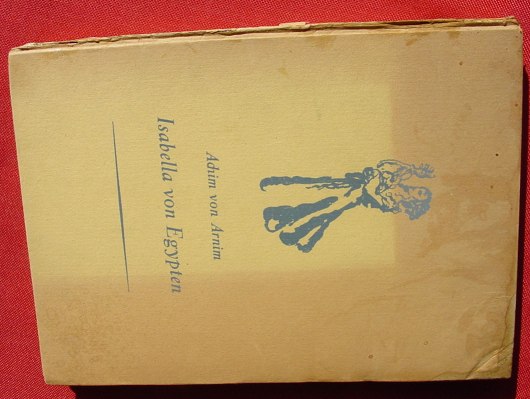 Achim von Arnim
Isabella von Egypten